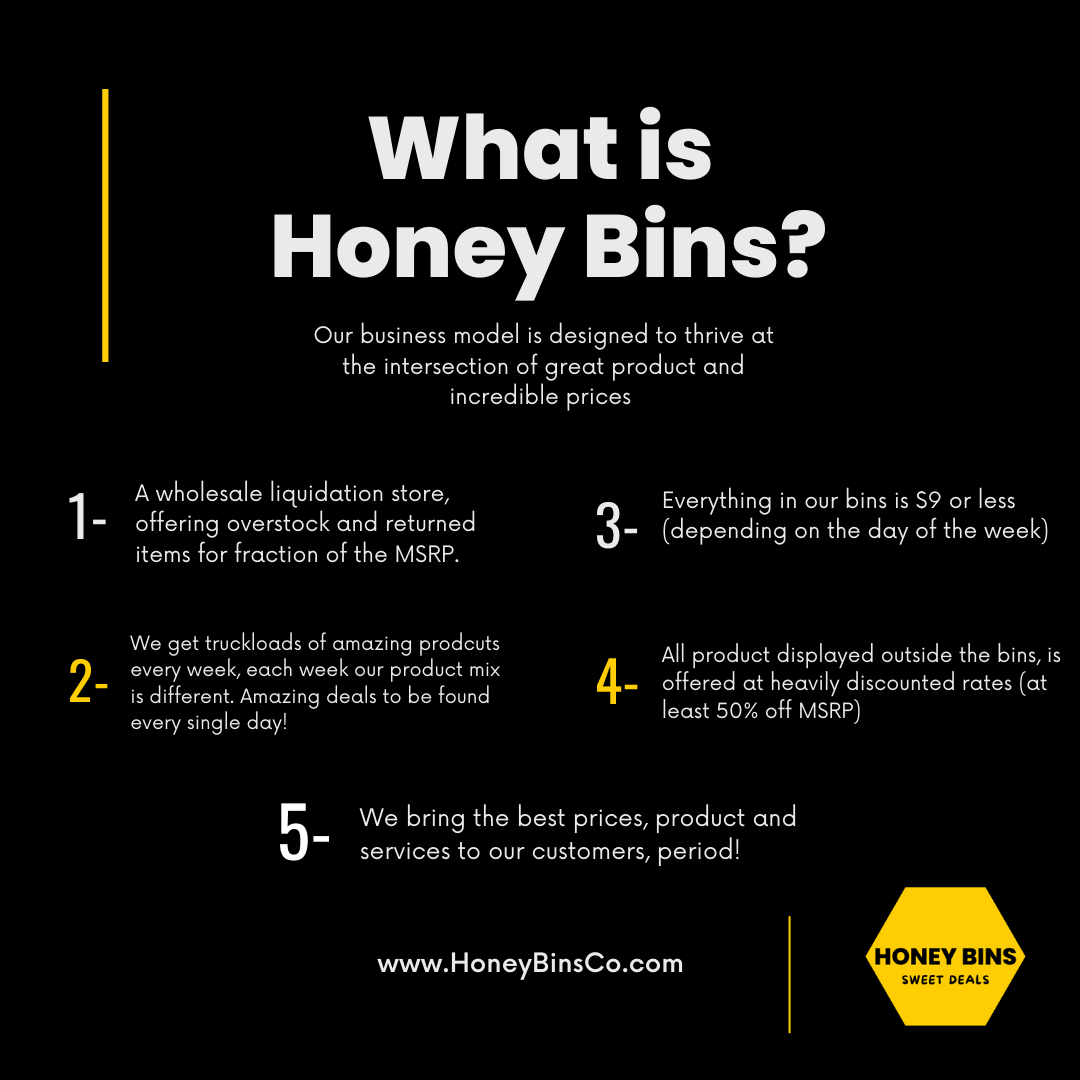 What is
Honey Bins?
Our business model is designed to thrive at
the intersection of great product and
incredible prices
1-
A wholesale liquidation store,
offering overstock and returned
items for fraction of the MSRP.
2-
We get truckloads of amazing prodcuts
every week, each week our product mix
is different. Amazing deals to be found
every single day!
3-
Everything in our bins is $9 or less
(depending on the day of the week)
4-
All product displayed outside the bins, is
offered at heavily discounted rates (at
least 50% off MSRP)
5-
We bring the best prices, product and
services to our customers, period!
www.HoneyBinsCo.com
HONEY BINS
SWEET DEALS